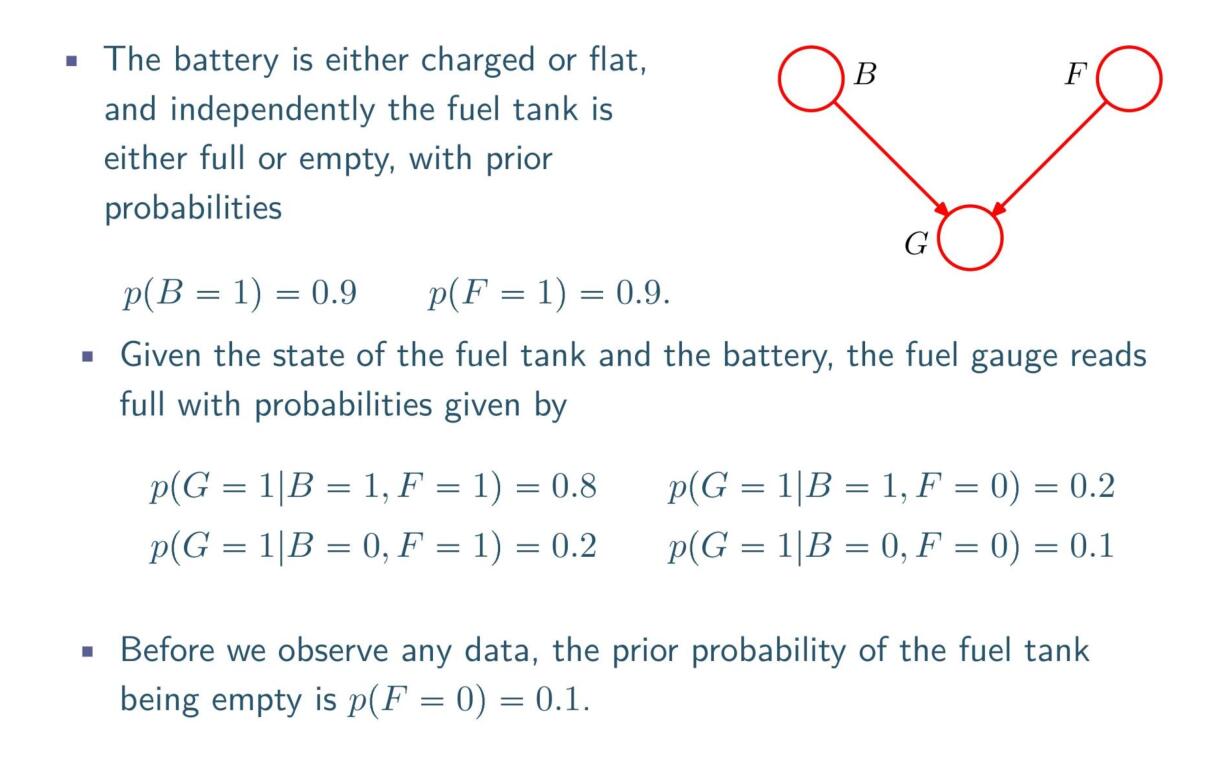 ▪ The battery is either charged or flat,
and independently the fuel tank is
either full or empty, with prior
probabilities
B
F
G
p(B = 1) = 0.9 p(F = 1) = 0.9.
▪ Given the state of the fuel tank and the battery, the fuel gauge reads
full with probabilities given by
p(G = 1|B = 1, F = 1) = 0.8 p(G = 1|B = 1, F = 0) = 0.2
p(G = 1|B = 0, F = 1) = 0.2 p(G = 1|B = 0, F = 0) = 0.1
▪ Before we observe any data, the prior probability of the fuel tank
being empty is p(F = 0) = 0.1.